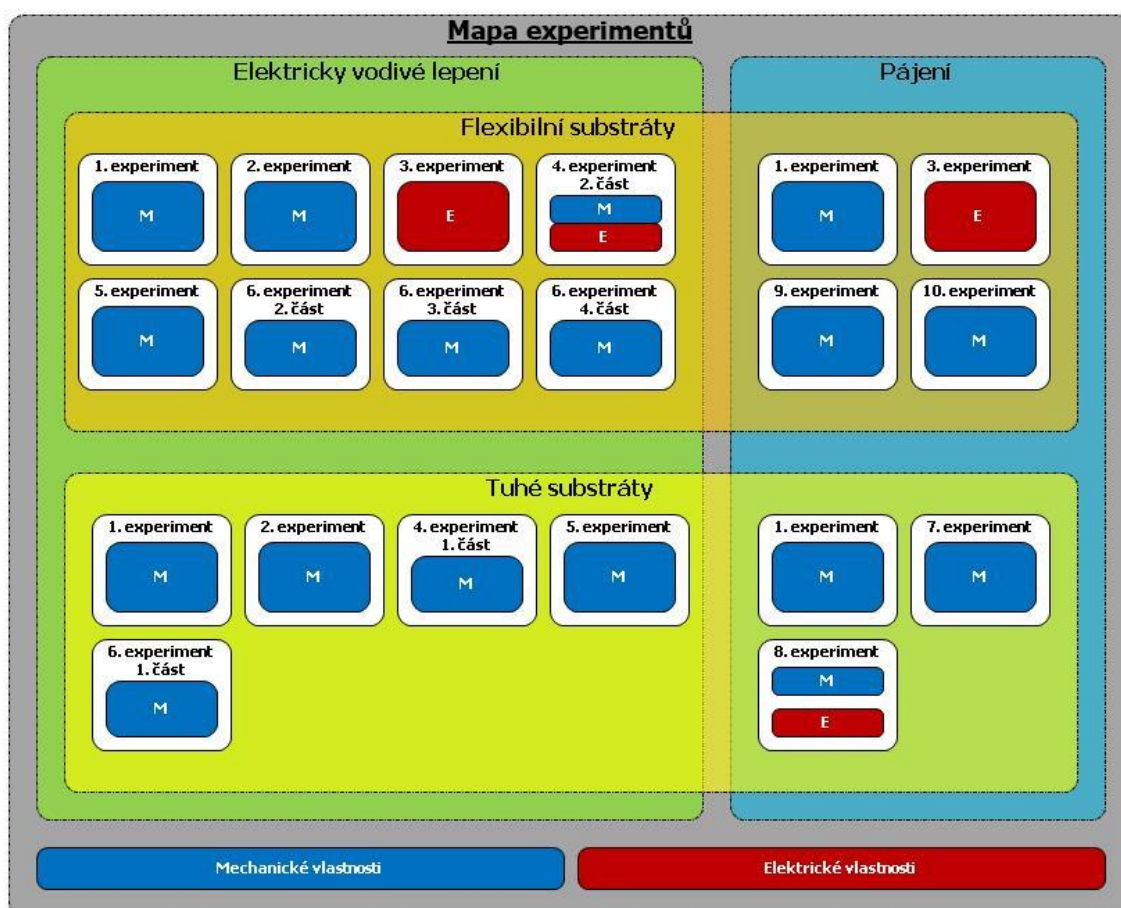 Mapa experimentů
Elektricky vodivé lepení
Pájení
Flexibilní substráty
1. experiment
M
2. experiment
M
3. experiment
E
4. experiment
2. část
M
E
1. experiment
M
3. experiment
E
5. experiment
M
6. experiment
2. část
M
6. experiment
3. část
M
6. experiment
4. část
M
9. experiment
M
10. experiment
M
Tuhé substráty
1. experiment
M
2. experiment
M
4. experiment
1. část
M
5. experiment
M
1. experiment
M
7. experiment
M
6. experiment
1. část
M
8. experiment
M
E
Mechanické vlastnosti
Elektrické vlastnosti